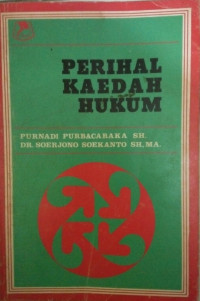 PERIHAL
KAEDAH
HUKUM
PURNADI PURBACARAKA SH.
DR. SOERJONO SOEKANTO SH, MA.